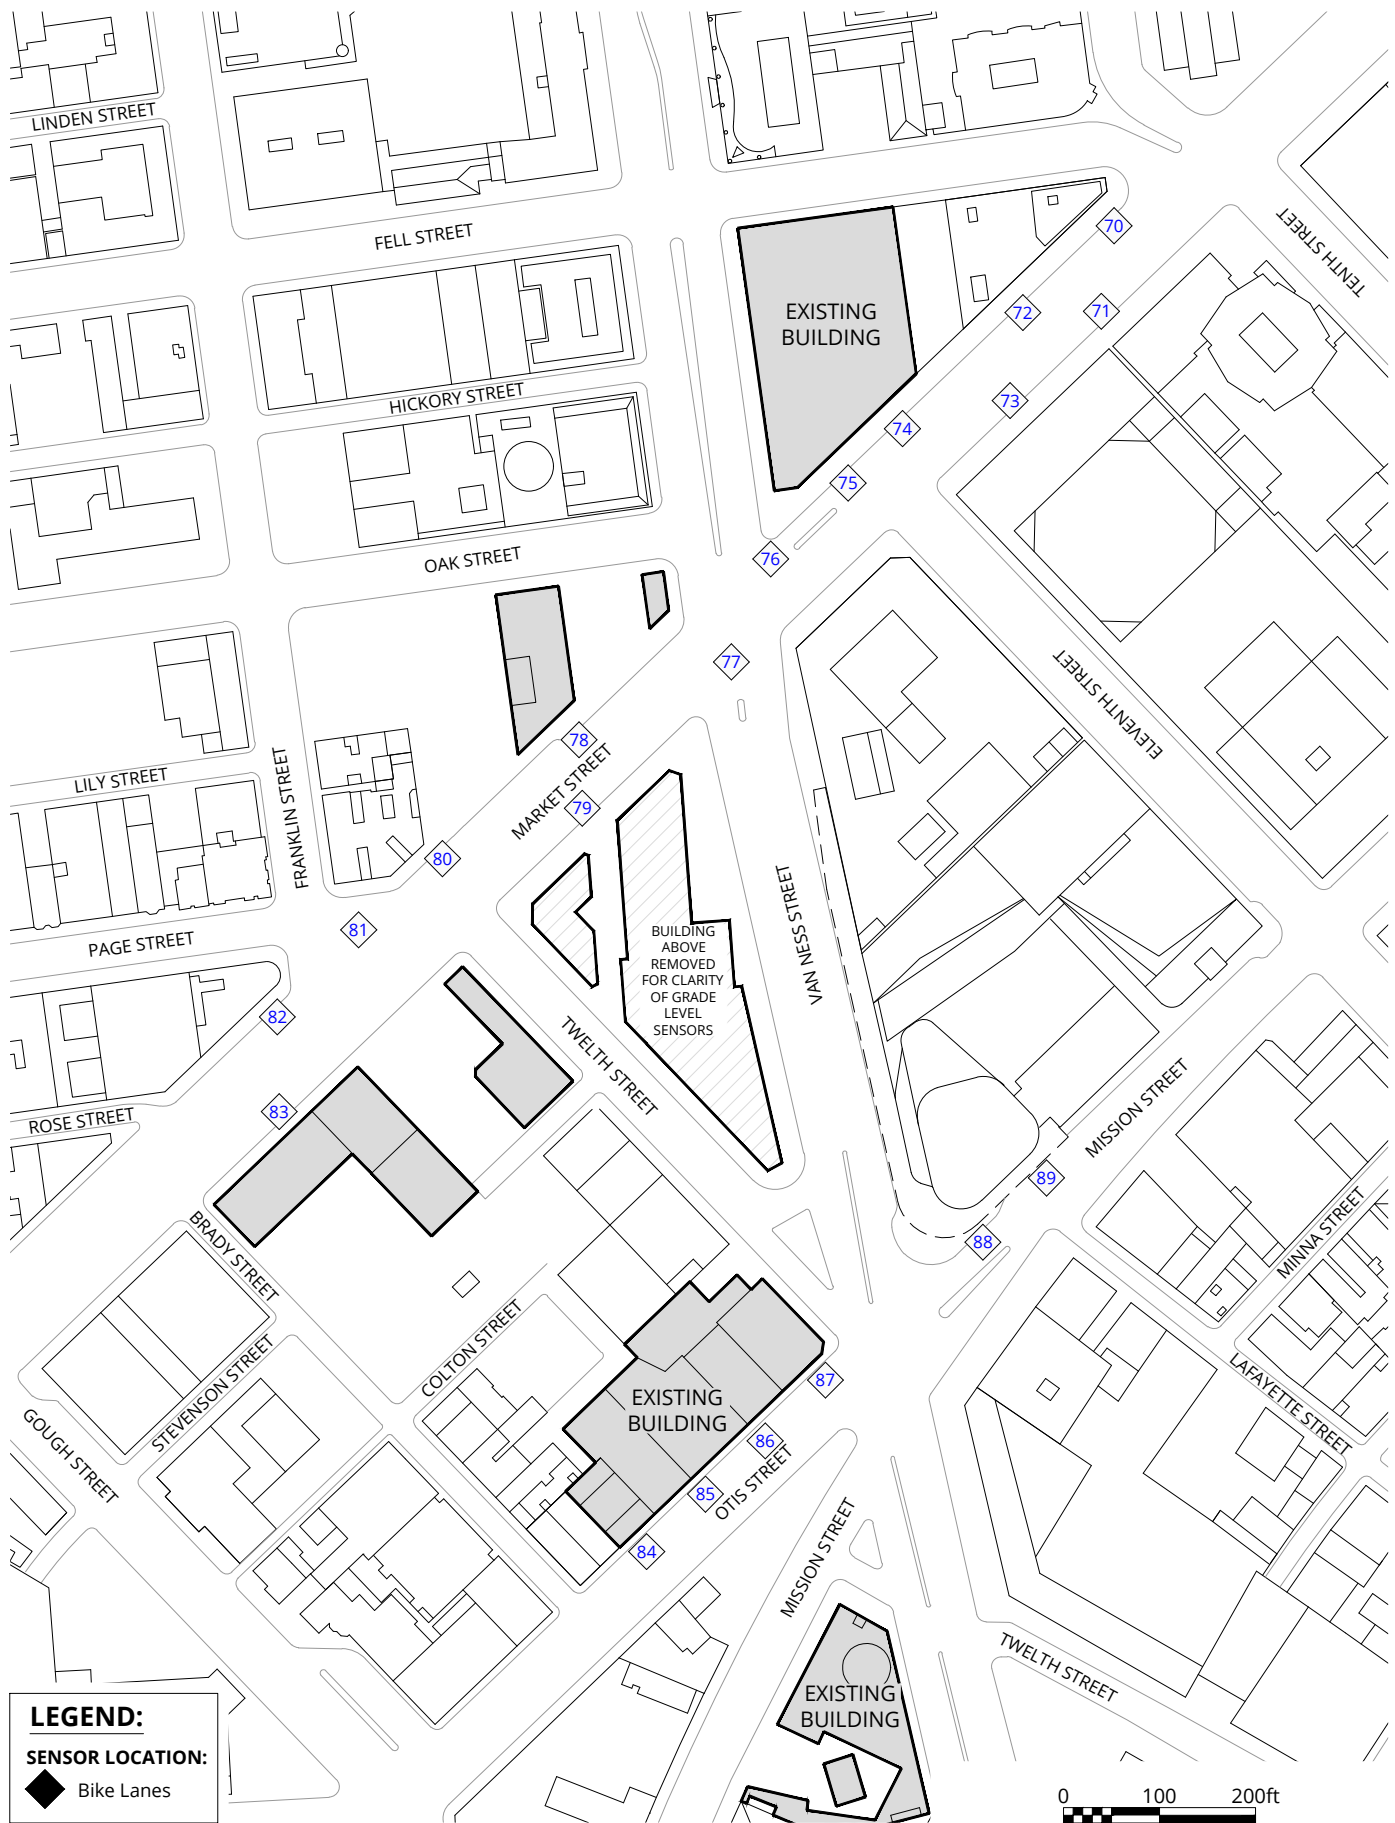 LINDEN STREET
FELL STREET
TENTH STREET
70
71
72
EXISTING
BUILDING
HICKORY STREET
73
74
75
OAK STREET
76
77
ELEVENTH STREET
78
MARKET STREET
79
LILY STREET
FRANKLIN STREET
80
VAN NESS STREET
81
PAGE STREET
BUILDING
ABOVE
REMOVED
FOR CLARITY
OF GRADE
LEVEL
SENSORS
82
TWELTH STREET
83
ROSE STREET
MISSION STREET
89
BRADY STREET
88
MINNA STREET
COLTON STREET
STEVENSON STREET
LAFAYETTE STREET
87
EXISTING
BUILDING
GOUGH STREET
86
85
OTIS STREET
84
MISSION STREET
TWELTH STREET
EXISTING
BUILDING
LEGEND:
SENSOR LOCATION:
Bike Lanes
0 100 200ft